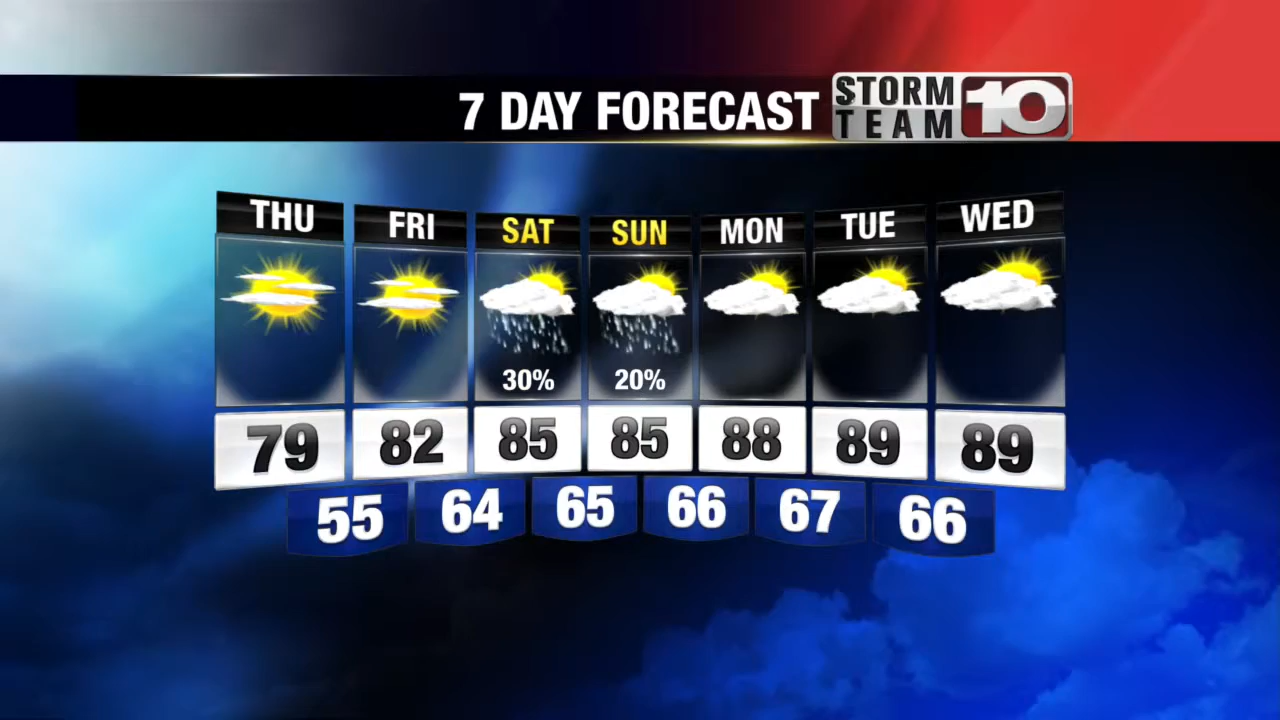 7 DAY FORECAST
STORM TEAM 10
THU FRI SAT SUN MON TUE WED
30% 20%
79 82 85 85 88 89 89
55 64 65 66 67 66